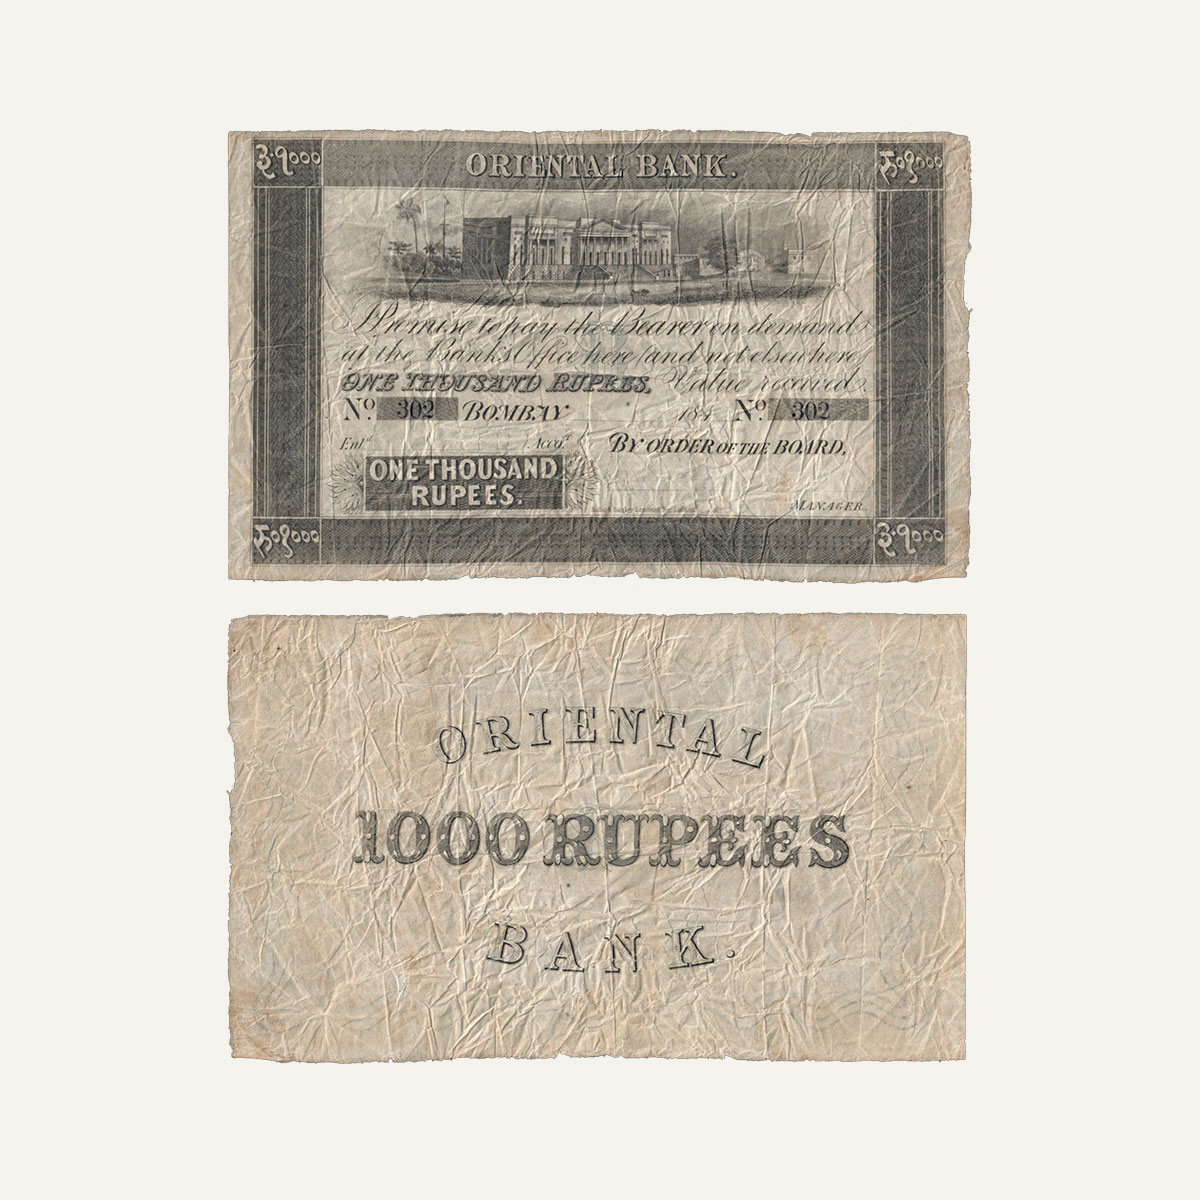 रु॰१०००
ORIENTAL BANK.
Promise to pay the Bearer on demand
at the Bank's Office here (and not elsewhere)
ONE THOUSAND RUPEES, Value received.
No. 302 BOMBAY 184 No. 302
Entd. Accot. BY ORDER OF THE BOARD,
ONE THOUSAND
RUPEES.
MANAGER
रु॰१०००
ORIENTAL
1000 RUPEES
BANK.